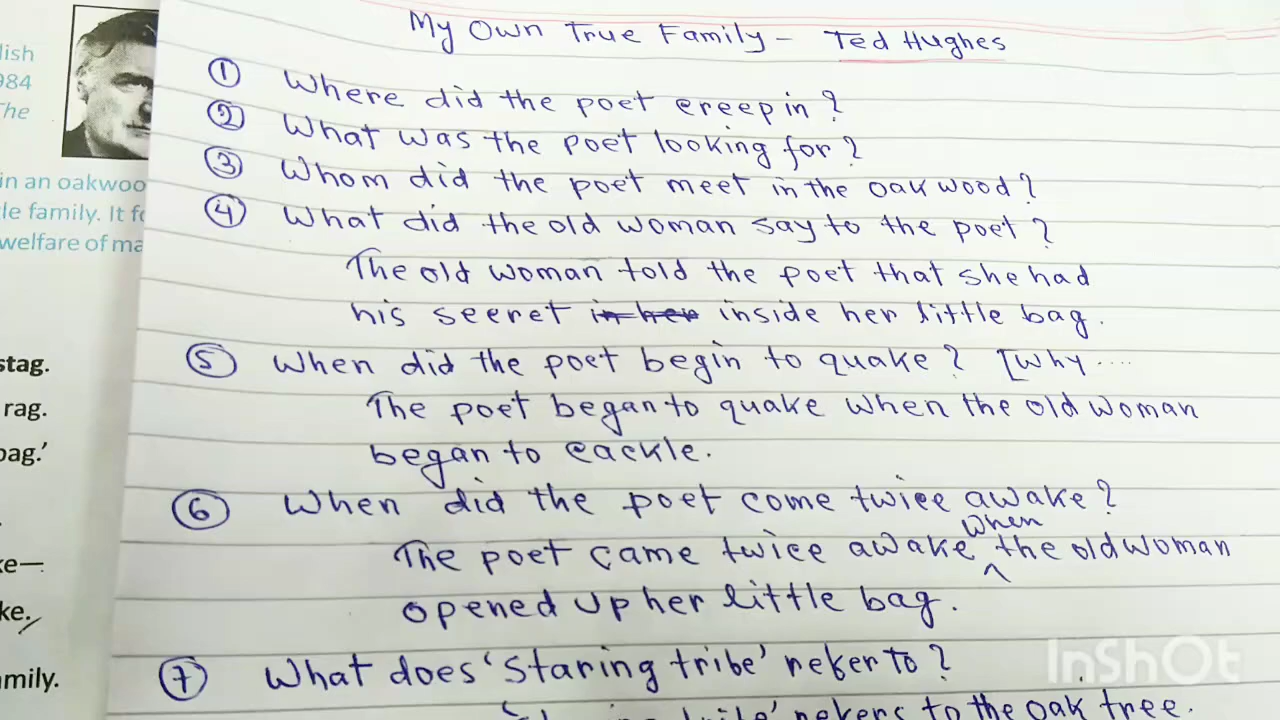 My Own True Family - Ted Hughes
① Where did the poet creep in?
② What was the poet looking for?
③ Whom did the poet meet in the oakwood?
④ What did the old woman say to the poet?
The old woman told the poet that she had
his secret in her inside her little bag.
⑤ When did the poet begin to quake? [Why ....
The poet began to quake when the old woman
began to cackle.
⑥ When did the poet come twice awake?
The poet came twice awake when the old woman
opened up her little bag.
⑦ What does 'staring tribe' refer to?
tribe' refers to the oak tree.
lish
984
The
in an oakwoo
le family. It fo
welfare of ma
stag.
rag.
bag.'
ke—
ke.
mily.
InShOt